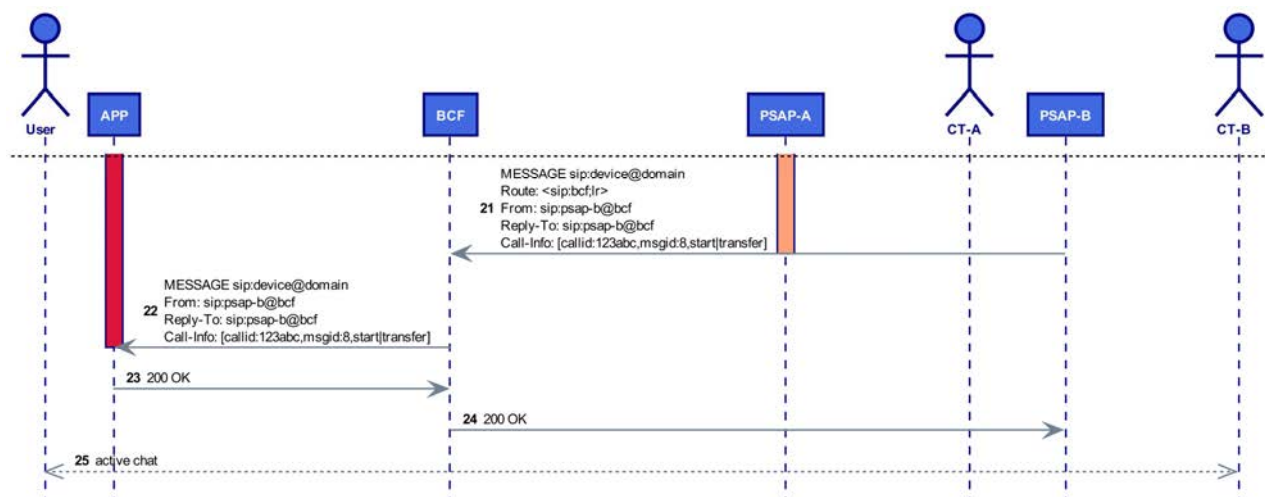 User
APP
BCF
PSAP-A
CT-A
PSAP-B
CT-B
MESSAGE sip:device@domain
Route: <sip:bcf;lr>
21 From: sip:psap-b@bcf
Reply-To: sip:psap-b@bcf
Call-Info: [callid:123abc,msgid:8,start|transfer]
MESSAGE sip:device@domain
From: sip:psap-b@bcf
22
Reply-To: sip:psap-b@bcf
Call-Info: [callid:123abc,msgid:8,start|transfer]
23 200 OK
24 200 OK
25 active chat